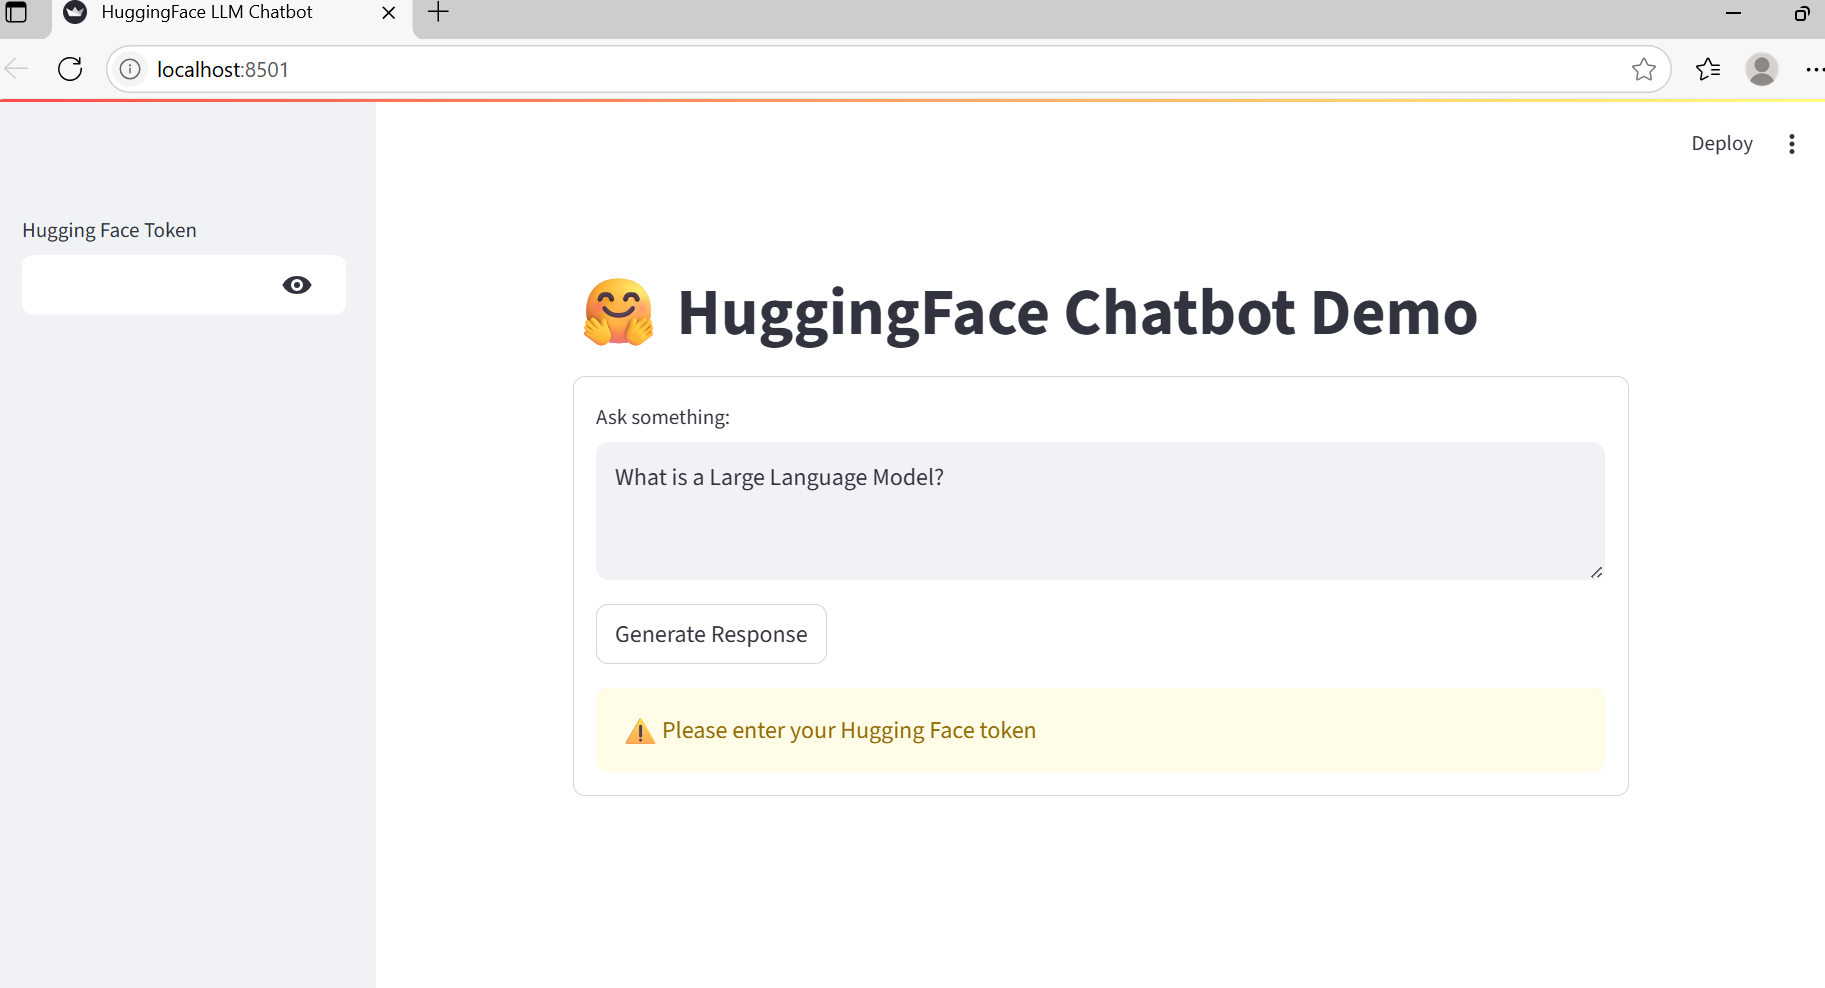 HuggingFace LLM Chatbot
localhost:8501
Deploy
Hugging Face Token
🤗 HuggingFace Chatbot Demo
Ask something:
What is a Large Language Model?
Generate Response
⚠️ Please enter your Hugging Face token